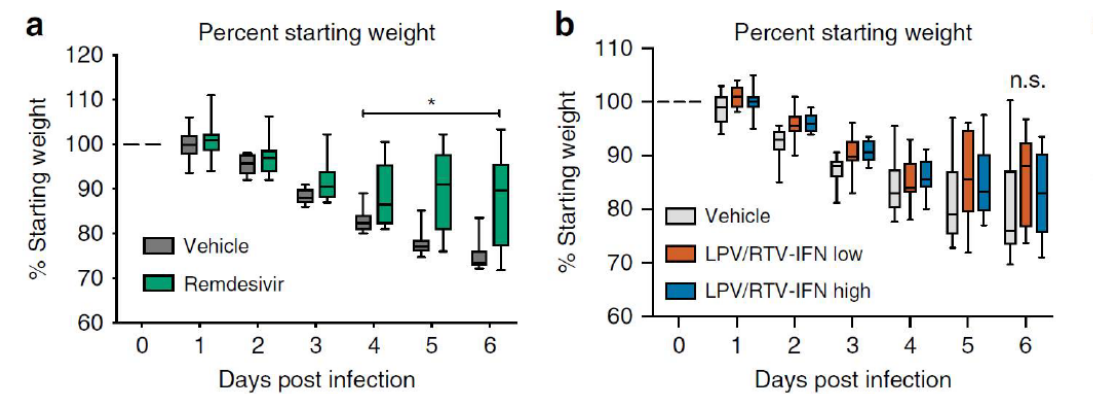 a
Percent starting weight
% Starting weight
120
110
100
90
80
70
60
*
Vehicle
Remdesivir
0 1 2 3 4 5 6
Days post infection
b
Percent starting weight
% Starting weight
110
100
90
80
70
60
n.s.
Vehicle
LPV/RTV-IFN low
LPV/RTV-IFN high
0 1 2 3 4 5 6
Days post infection